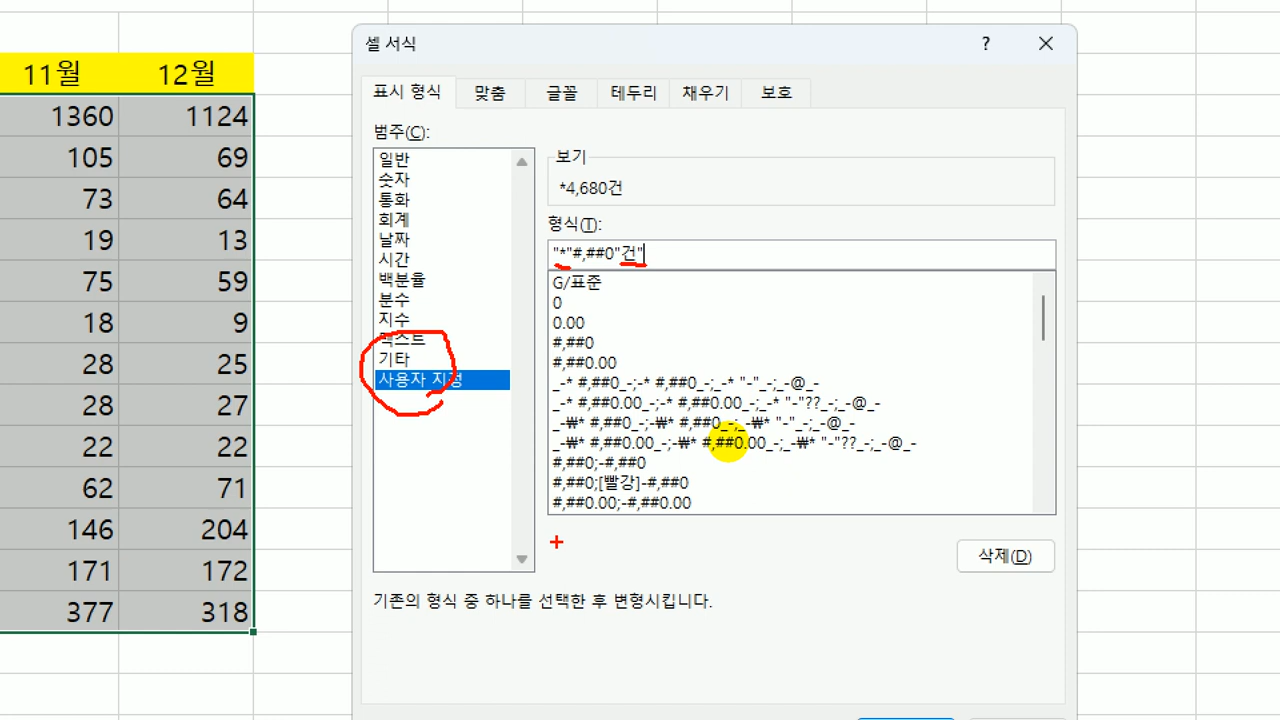 셀 서식
?
11월 12월
1360 1124
105 69
73 64
19 13
75 59
18 9
28 25
28 27
22 22
62 71
146 204
171 172
377 318
표시 형식 맞춤 글꼴 테두리 채우기 보호
범주(C):
일반
숫자
통화
회계
날짜
시간
백분율
분수
지수
텍스트
기타
사용자 지정
보기
*4,680건
형식(T):
"*"#,##0"건"
G/표준
0
0.00
#,##0
#,##0.00
_-* #,##0_-;-* #,##0_-;_-* "-"_-;_-@_-
_-* #,##0.00_-;-* #,##0.00_-;_-* "-"??_-;_-@_-
_-₩* #,##0_-;-₩* #,##0_-;_-₩* "-"_-;_-@_-
_-₩* #,##0.00_-;-₩* #,##0.00_-;_-₩* "-"??_-;_-@_-
#,##0;-#,##0
#,##0;[빨강]-#,##0
#,##0.00;-#,##0.00
삭제(D)
기존의 형식 중 하나를 선택한 후 변형시킵니다.